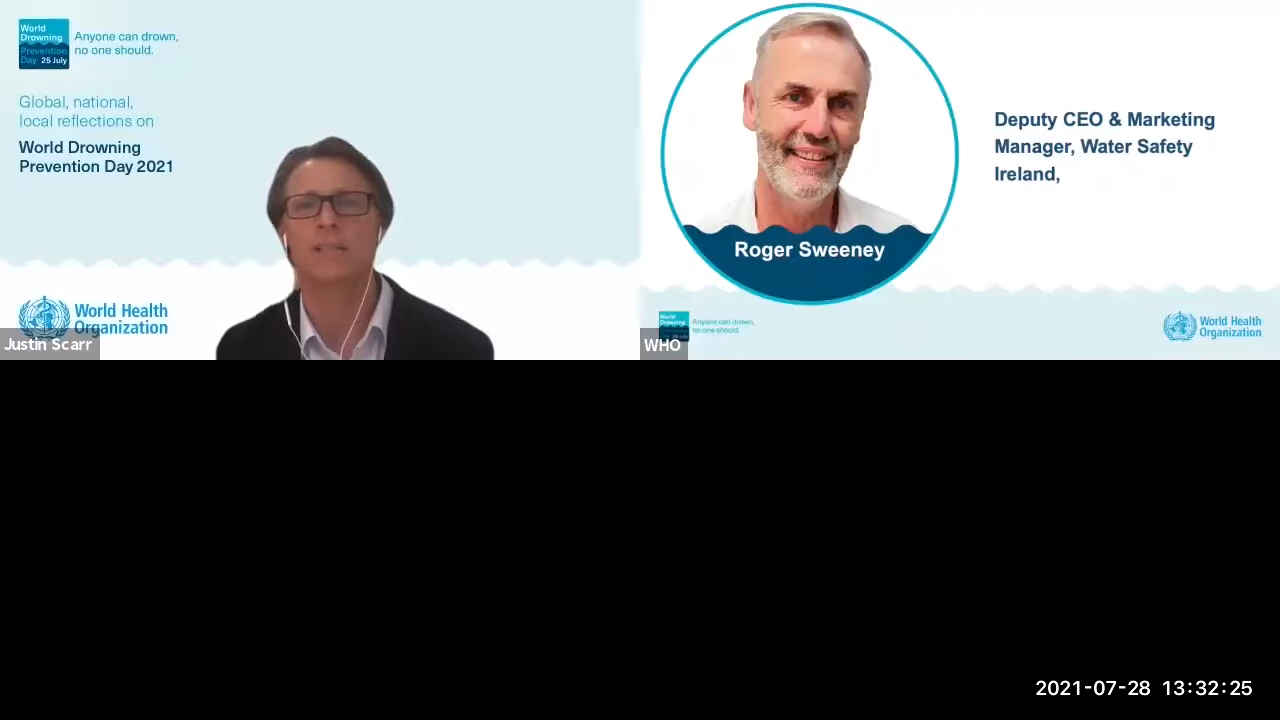 World
Drowning
Prevention
Day 25 July
Anyone can drown,
no one should.
Global, national,
local reflections on
World Drowning
Prevention Day 2021
World Health
Organization
Justin Scarr
Roger Sweeney
Deputy CEO & Marketing
Manager, Water Safety
Ireland,
World
Drowning
Anyone can drown,
no one should.
WHO
World Health
Organization
2021-07-28 13:32:25